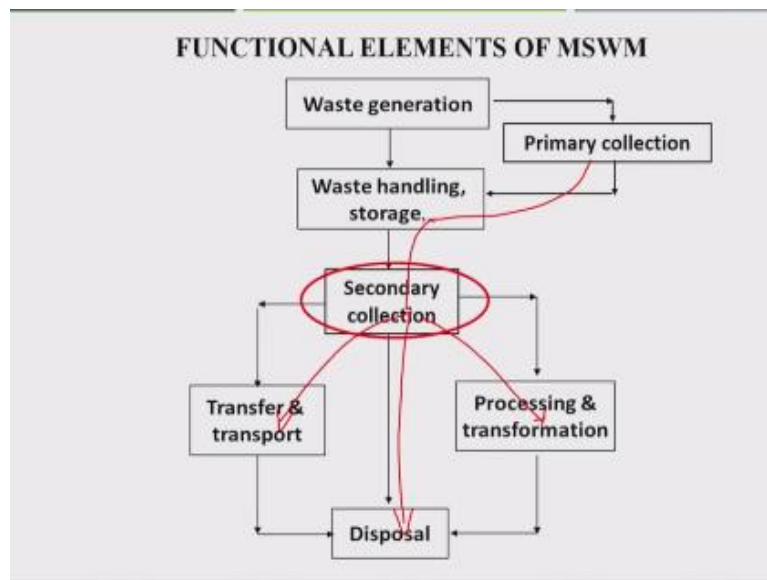 FUNCTIONAL ELEMENTS OF MSWM
Waste generation
Primary collection
Waste handling,
storage,
Secondary
collection
Transfer &
transport
Processing &
transformation
Disposal